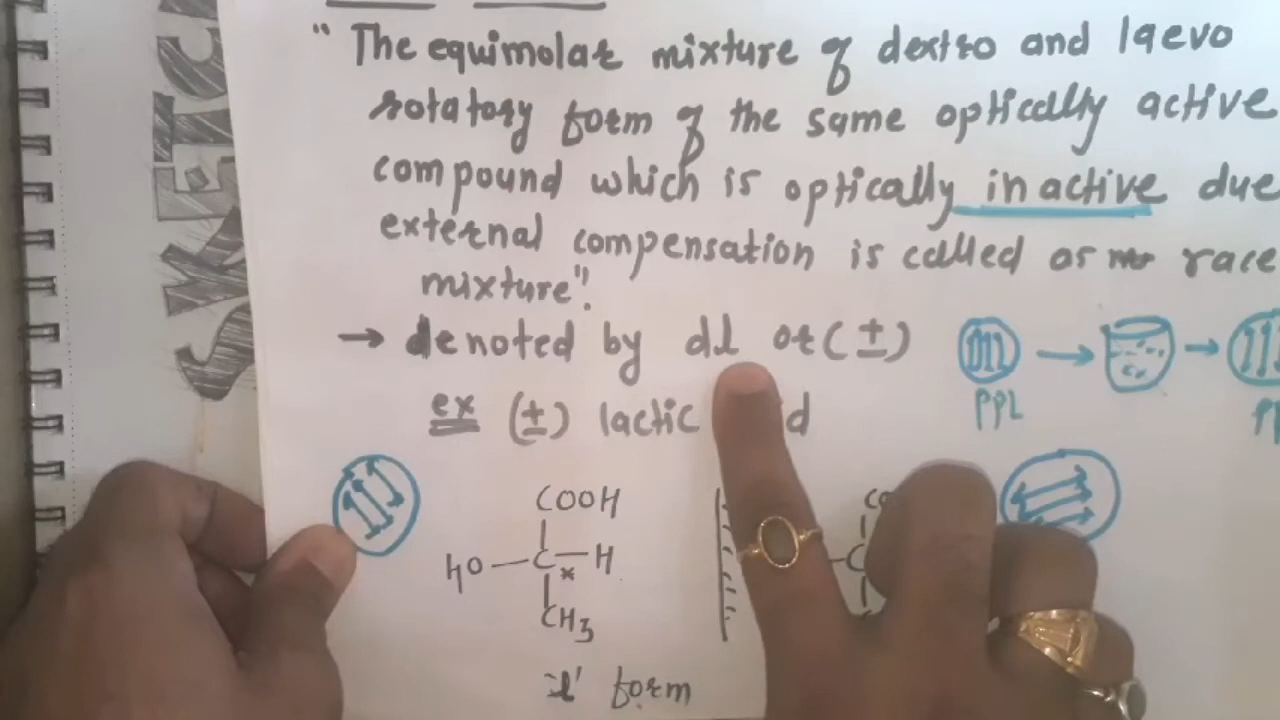 SKETC
" The equimolar mixture of dextro and laevo
rotatory form of the same optically active
compound which is optically inactive due
external compensation is called as race
mixture".
→ denoted by dl or (±)
ex (±) lactic d
PPL
COOH
HO—C—H
*
CH3
'l' form
CO
C